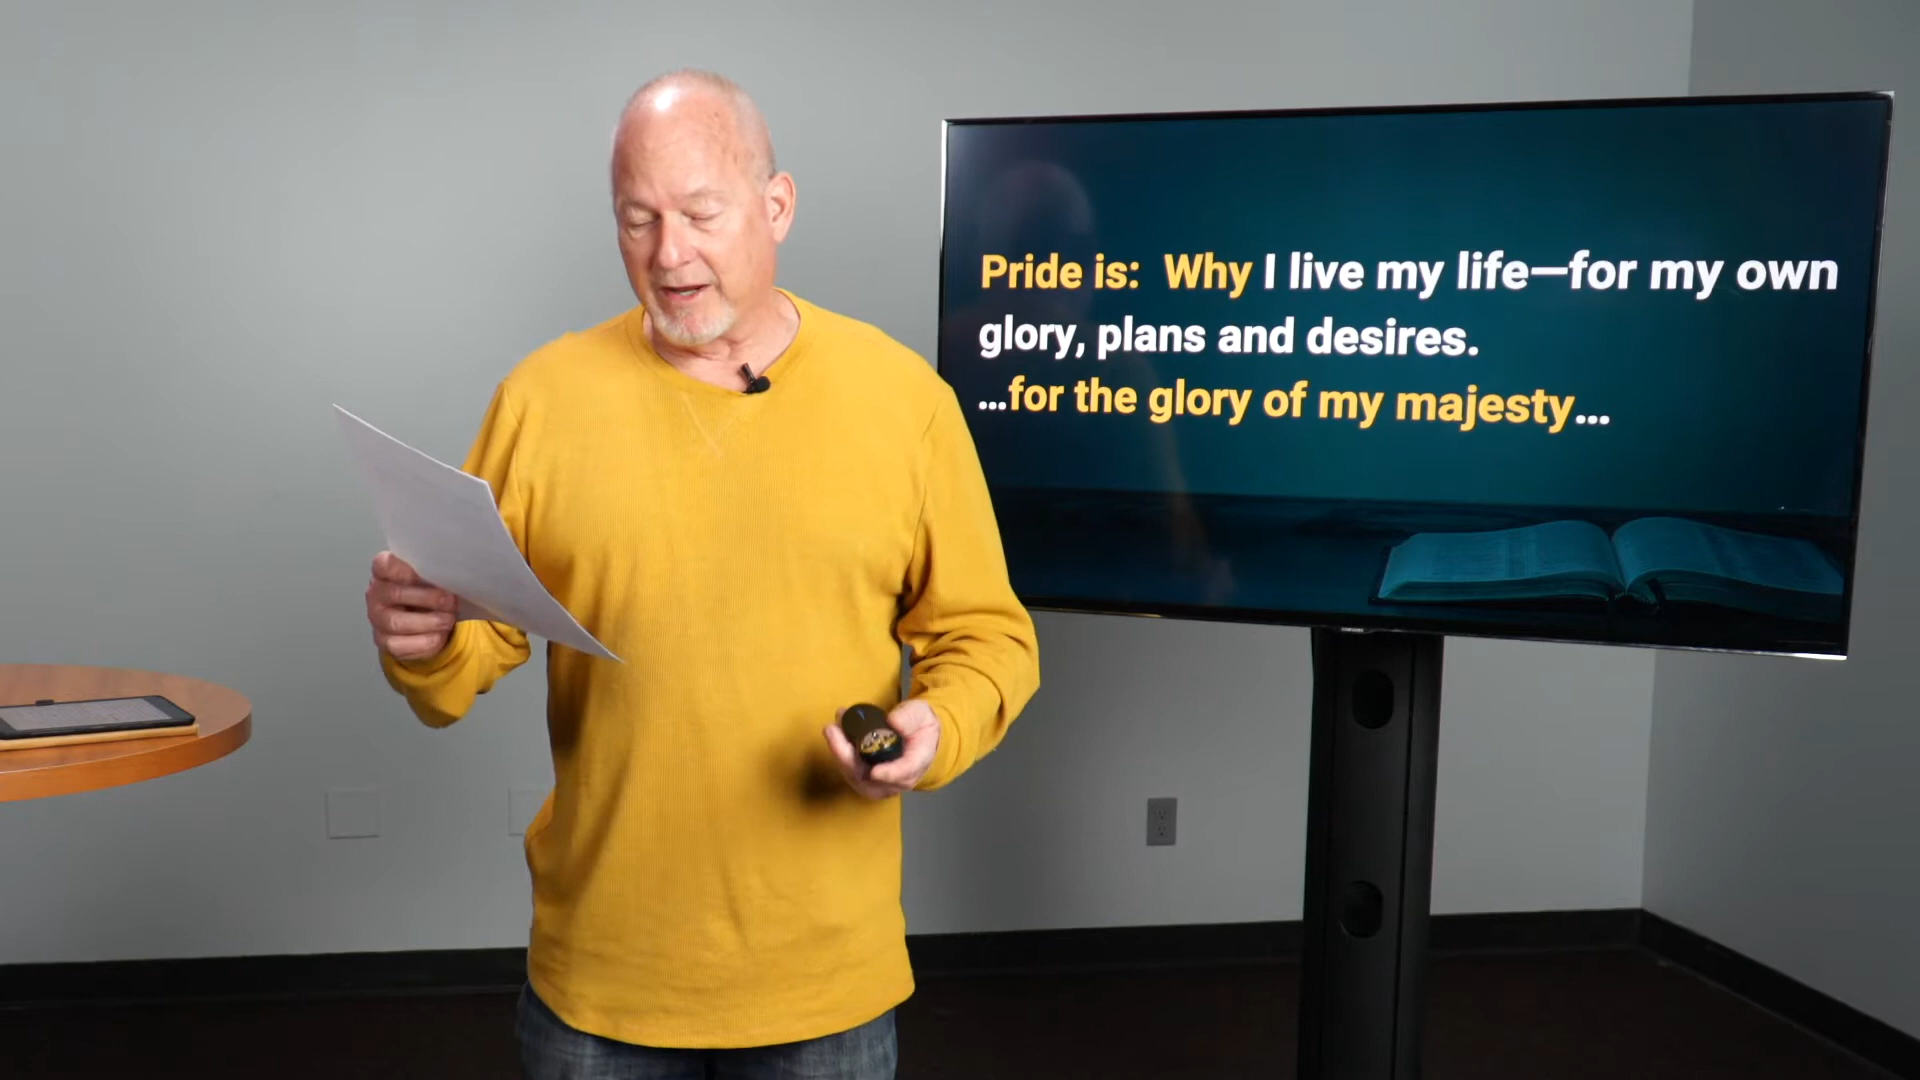 Pride is:  Why I live my life—for my own
glory, plans and desires.
...for the glory of my majesty...